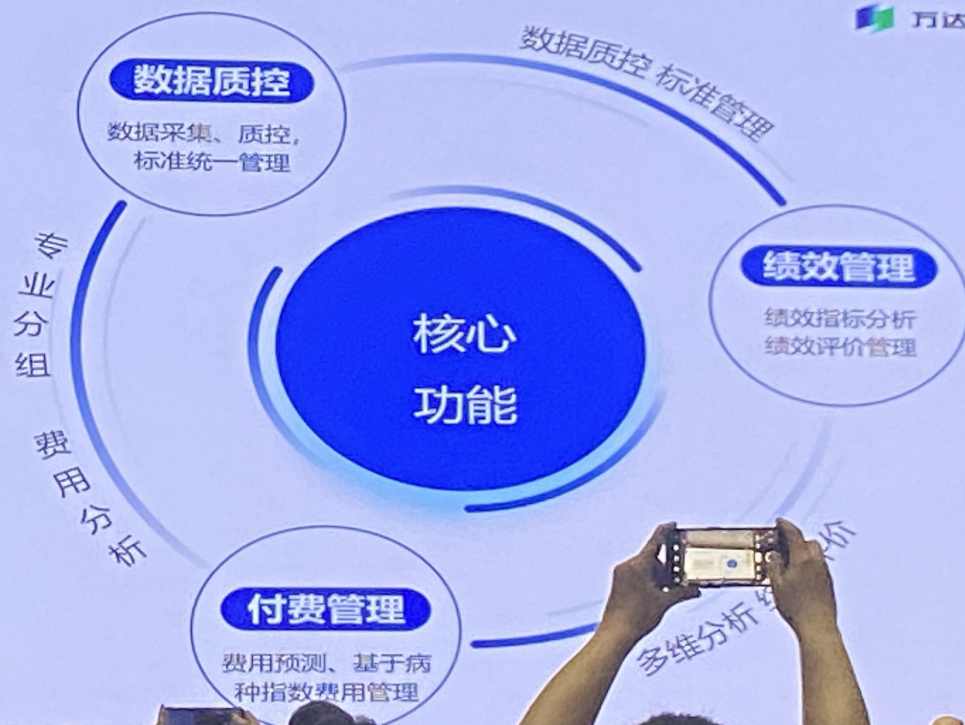 万达
数据质控 标准管理
数据质控
数据采集、质控,
标准统一管理
专业分组 费用分析
核心
功能
绩效管理
绩效指标分析
绩效评价管理
付费管理
费用预测、基于病
种指数费用管理
多维分析
价